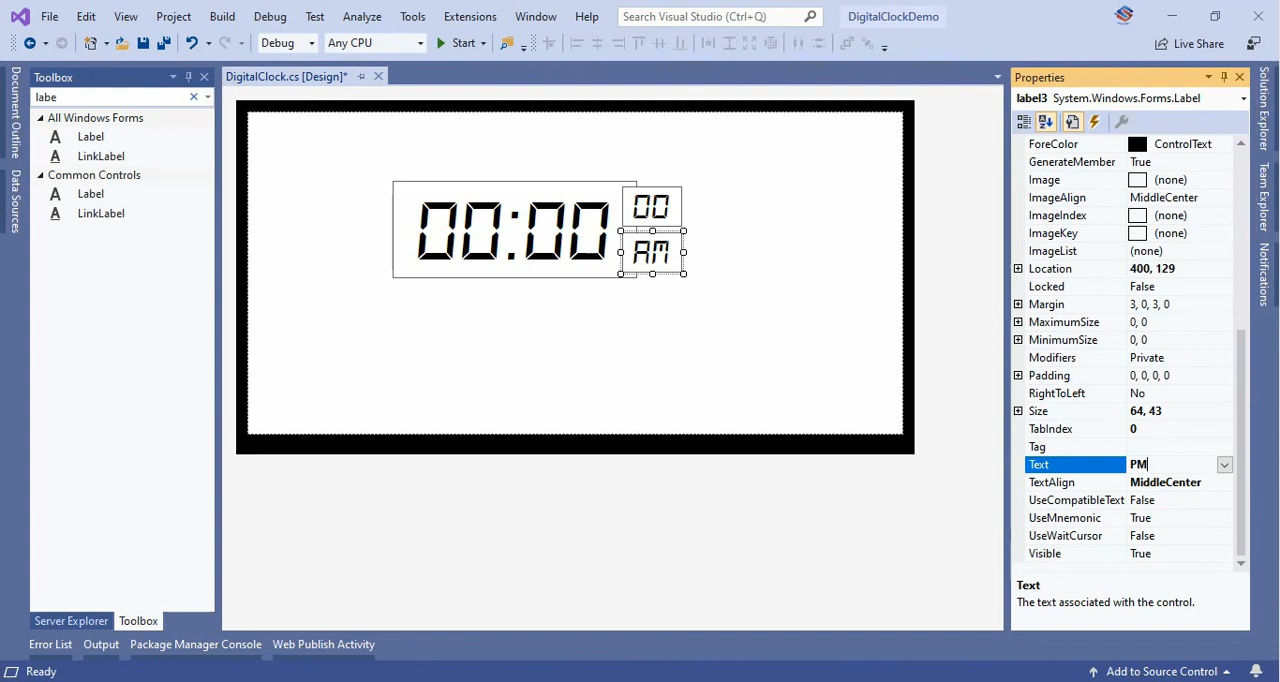 File Edit View Project Build Debug Test Analyze Tools Extensions Window Help Search Visual Studio (Ctrl+Q) DigitalClockDemo
Debug Any CPU Start Live Share
Document Outline
Data Sources
Toolbox
labe
All Windows Forms
Label
LinkLabel
Common Controls
Label
LinkLabel
Server Explorer Toolbox
DigitalClock.cs [Design]*
00:00
00
AM
Properties
label3 System.Windows.Forms.Label
ForeColor ControlText
GenerateMember True
Image (none)
ImageAlign MiddleCenter
ImageIndex (none)
ImageKey (none)
ImageList (none)
Location 400, 129
Locked False
Margin 3, 0, 3, 0
MaximumSize 0, 0
MinimumSize 0, 0
Modifiers Private
Padding 0, 0, 0, 0
RightToLeft No
Size 64, 43
TabIndex 0
Tag
Text PM
TextAlign MiddleCenter
UseCompatibleText False
UseMnemonic True
UseWaitCursor False
Visible True
Text
The text associated with the control.
Solution Explorer
Team Explorer
Notifications
Error List Output Package Manager Console Web Publish Activity
Ready Add to Source Control